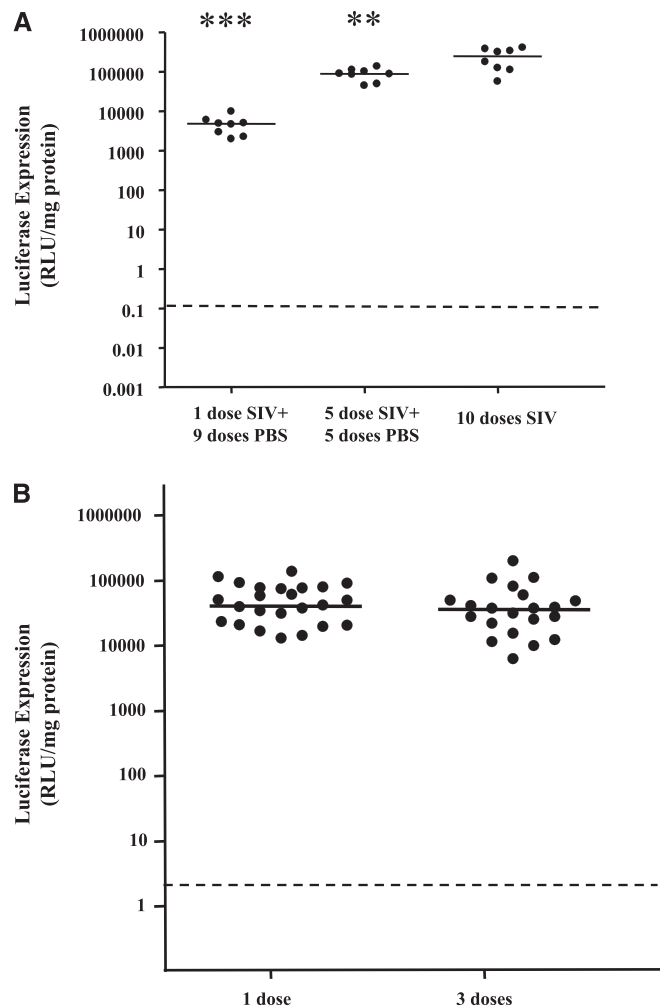 A
*** **
1000000
100000
10000
1000
100
10
1
0.1
0.01
0.001
Luciferase Expression
(RLU/mg protein)
1 dose SIV+
9 doses PBS
5 dose SIV+
5 doses PBS
10 doses SIV
B
1000000
100000
10000
1000
100
10
1
Luciferase Expression
(RLU/mg protein)
1 dose
3 doses